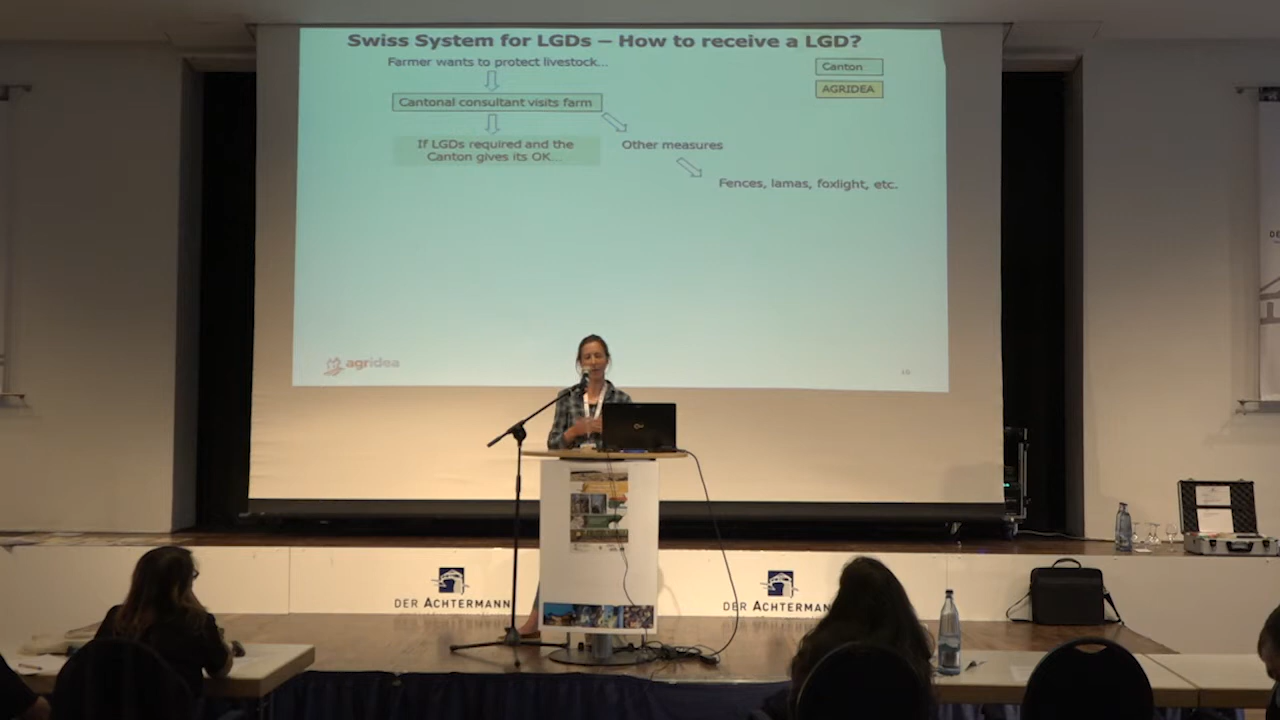 Swiss System for LGDs – How to receive a LGD?
Farmer wants to protect livestock...
Canton
AGRIDEA
Cantonal consultant visits farm
If LGDs required and the
Canton gives its OK...
Other measures
Fences, lamas, foxlight, etc.
agridea
DER ACHTERMANN
DER ACHTERMANN